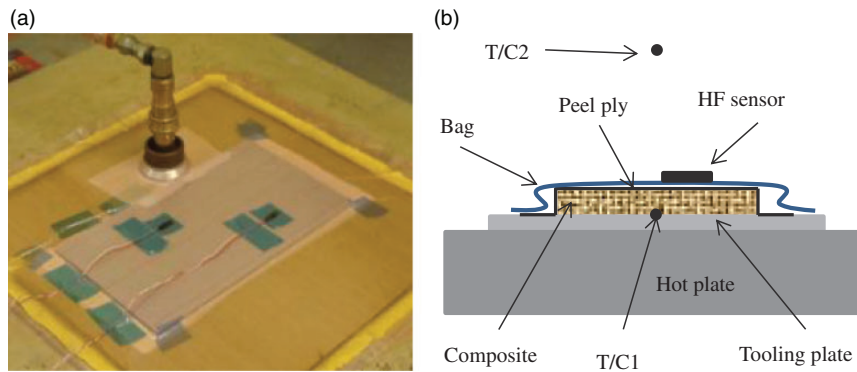 (a)
(b)
T/C2
HF sensor
Peel ply
Bag
Hot plate
Composite
T/C1
Tooling plate